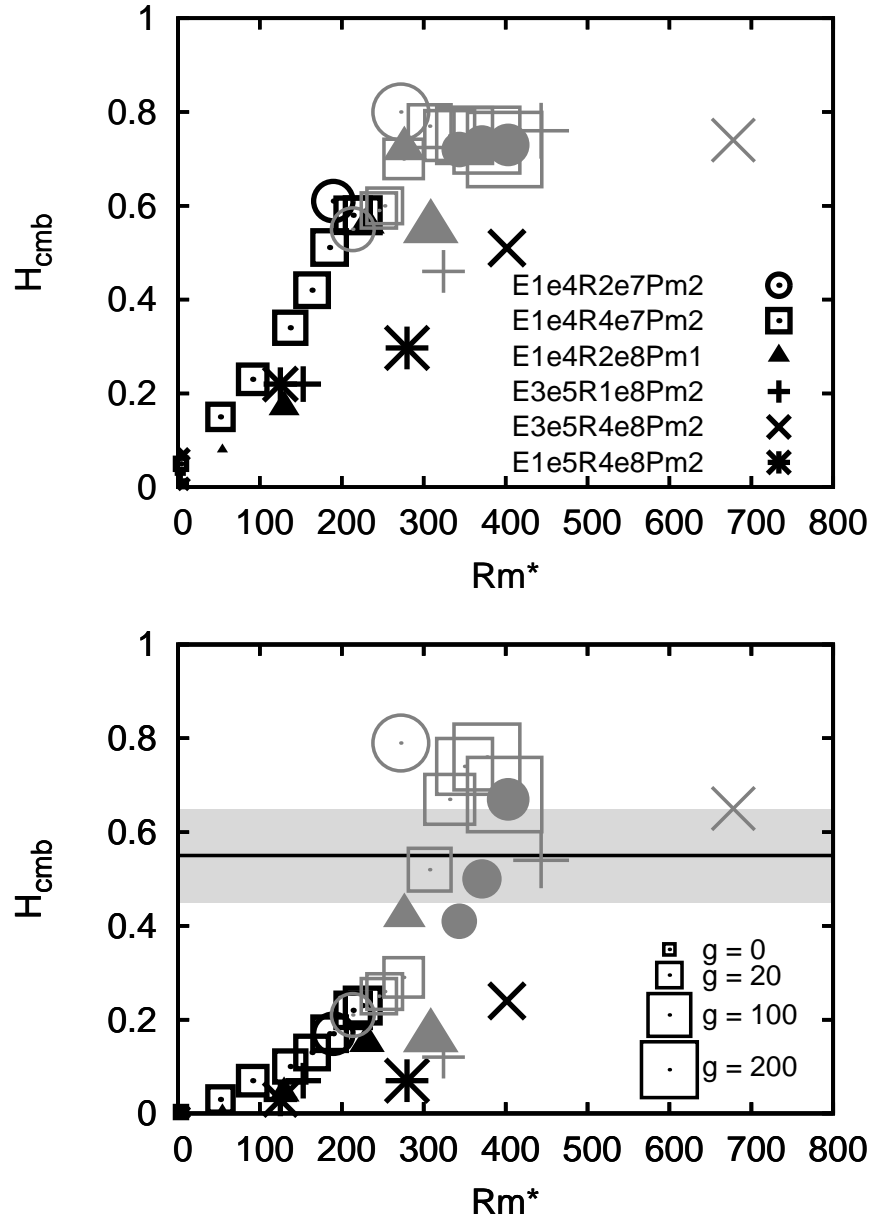 1
0.8
0.6
0.4
0.2
0
H_cmb
E1e4R2e7Pm2
E1e4R4e7Pm2
E1e4R2e8Pm1
E3e5R1e8Pm2
E3e5R4e8Pm2
E1e5R4e8Pm2
0 100 200 300 400 500 600 700 800
Rm*
1
0.8
0.6
0.4
0.2
0
H_cmb
g = 0
g = 20
g = 100
g = 200
0 100 200 300 400 500 600 700 800
Rm*